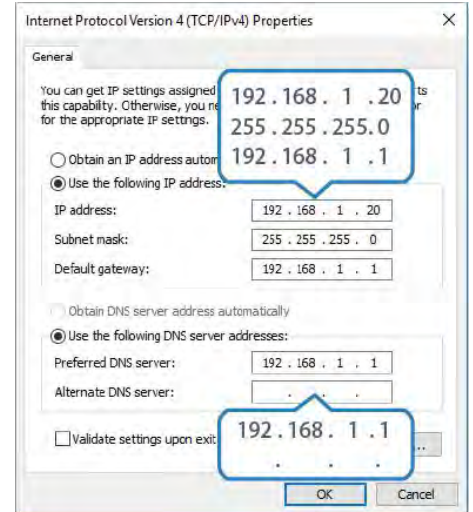 Internet Protocol Version 4 (TCP/IPv4) Properties
General
You can get IP settings assigned
this capability. Otherwise, you
for the appropriate IP settings.
192.168. 1 .20
255.255.255.0
192.168. 1 .1
Obtain an IP address
Use the following IP address:
IP address: 192 . 168 . 1 . 20
Subnet mask: 255 . 255 . 255 . 0
Default gateway: 192 . 168 . 1 . 1
Obtain DNS server address automatically
Use the following DNS server addresses:
Preferred DNS server: 192 . 168 . 1 . 1
Alternate DNS server: . . .
Validate settings upon exit
192.168. 1 .1
. . .
OK Cancel